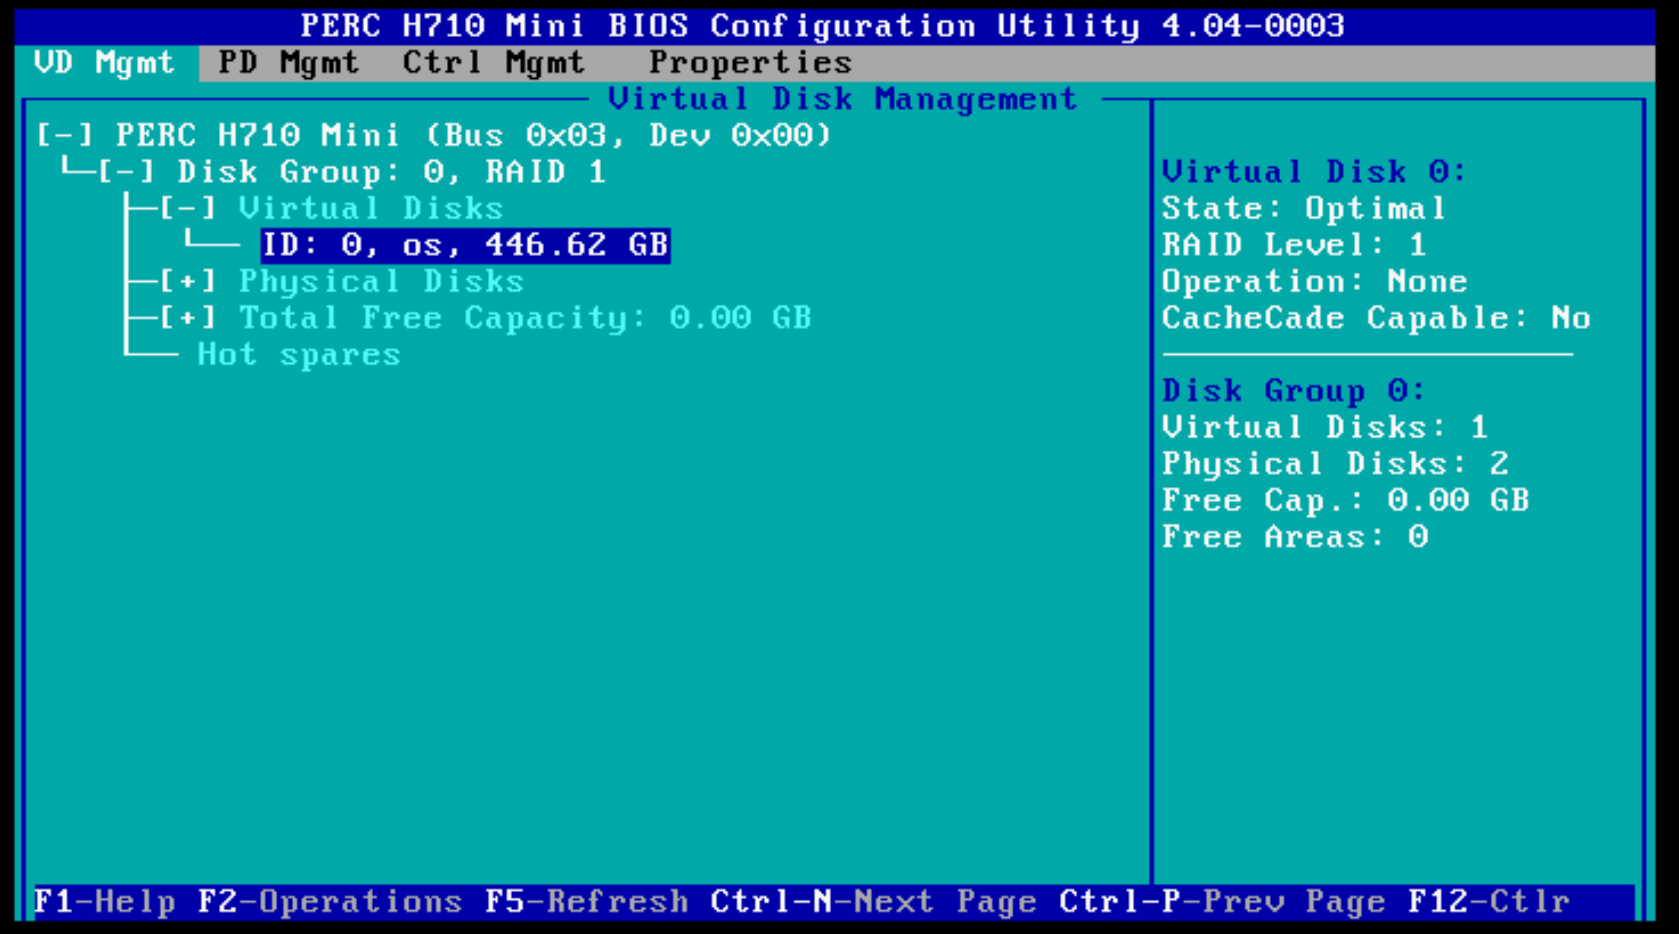 PERC H710 Mini BIOS Configuration Utility 4.04-0003
VD Mgmt PD Mgmt Ctrl Mgmt Properties
Virtual Disk Management
[-] PERC H710 Mini (Bus 0x03, Dev 0x00)
[-] Disk Group: 0, RAID 1
[-] Virtual Disks
ID: 0, os, 446.62 GB
[+] Physical Disks
[+] Total Free Capacity: 0.00 GB
Hot spares
Virtual Disk 0:
State: Optimal
RAID Level: 1
Operation: None
CacheCade Capable: No
Disk Group 0:
Virtual Disks: 1
Physical Disks: 2
Free Cap.: 0.00 GB
Free Areas: 0
F1-Help F2-Operations F5-Refresh Ctrl-N-Next Page Ctrl-P-Prev Page F12-Ctlr